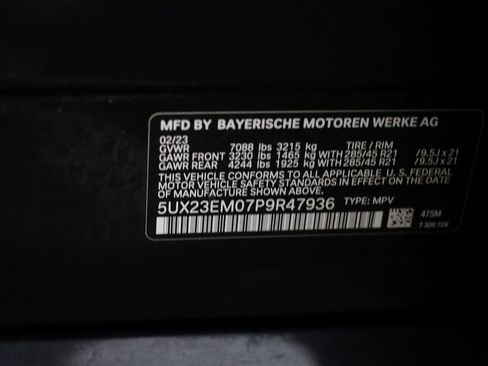 MFD BY BAYERISCHE MOTOREN WERKE AG
02/23
GVWR 7088 lbs 3215 kg TIRE / RIM
GAWR FRONT 3230 lbs 1465 kg WITH 285/45 R21 /9.5J x 21
GAWR REAR 4244 lbs 1925 kg WITH 285/45 R21 /9.5J x 21
THIS VEHICLE CONFORMS TO ALL APPLICABLE U. S. FEDERAL
MOTOR VEHICLE SAFETY STANDARDS IN EFFECT ON THE
DATE OF MANUFACTURE SHOWN ABOVE.
5UX23EM07P9R47936 TYPE: MPV
475M
7 320 729